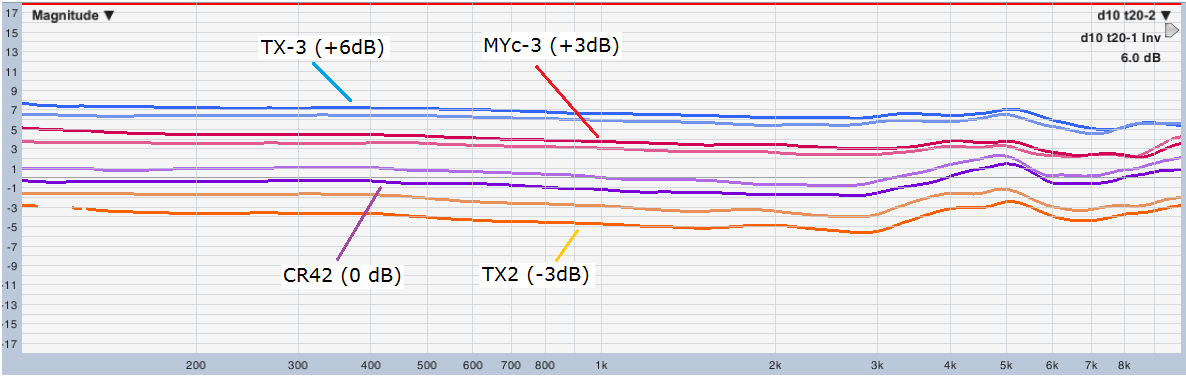 17
Magnitude ▼
d10 t20-2 ▼
15
TX-3 (+6dB)
MYc-3 (+3dB)
d10 t20-1 Inv
13
6.0 dB
11
9
7
5
3
1
-1
-3
-5
-7
CR42 (0 dB)
TX2 (-3dB)
-9
-11
-13
-15
-17
200
300
400
500
600
700
800
1k
2k
3k
4k
5k
6k
7k
8k